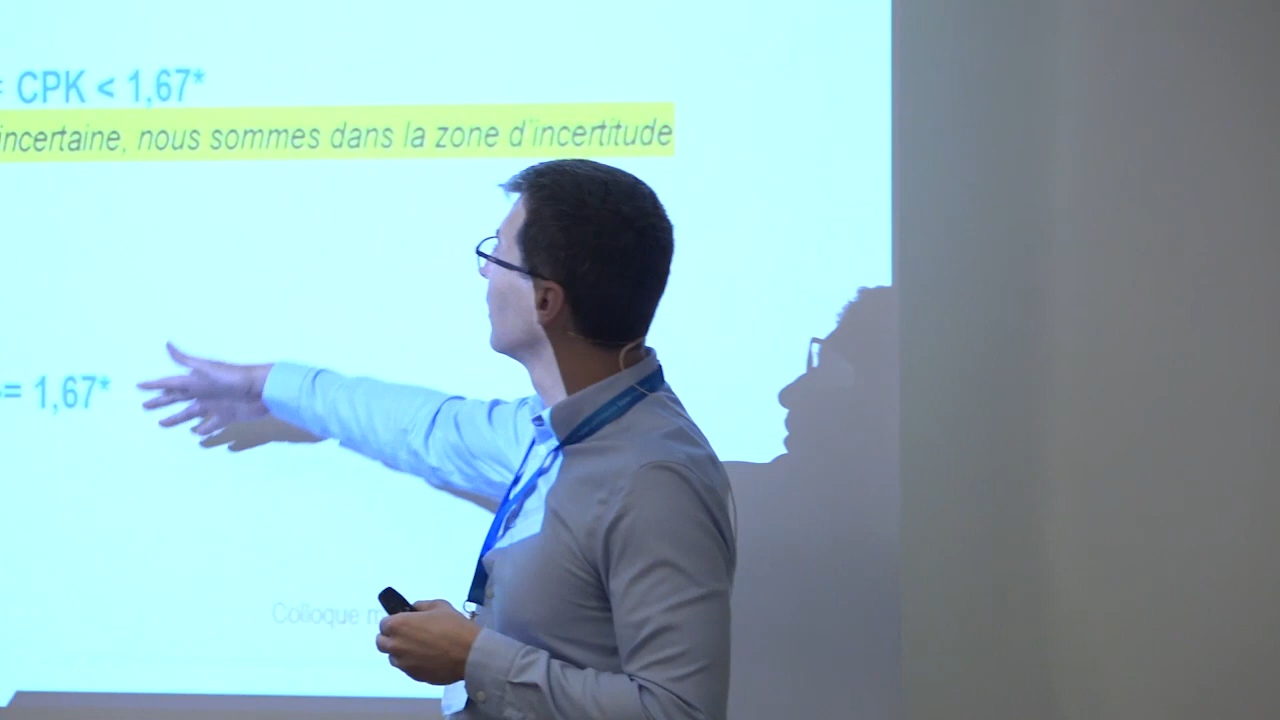 = CPK < 1,67*
incertaine, nous sommes dans la zone d'incertitude
= 1,67*
Colloque